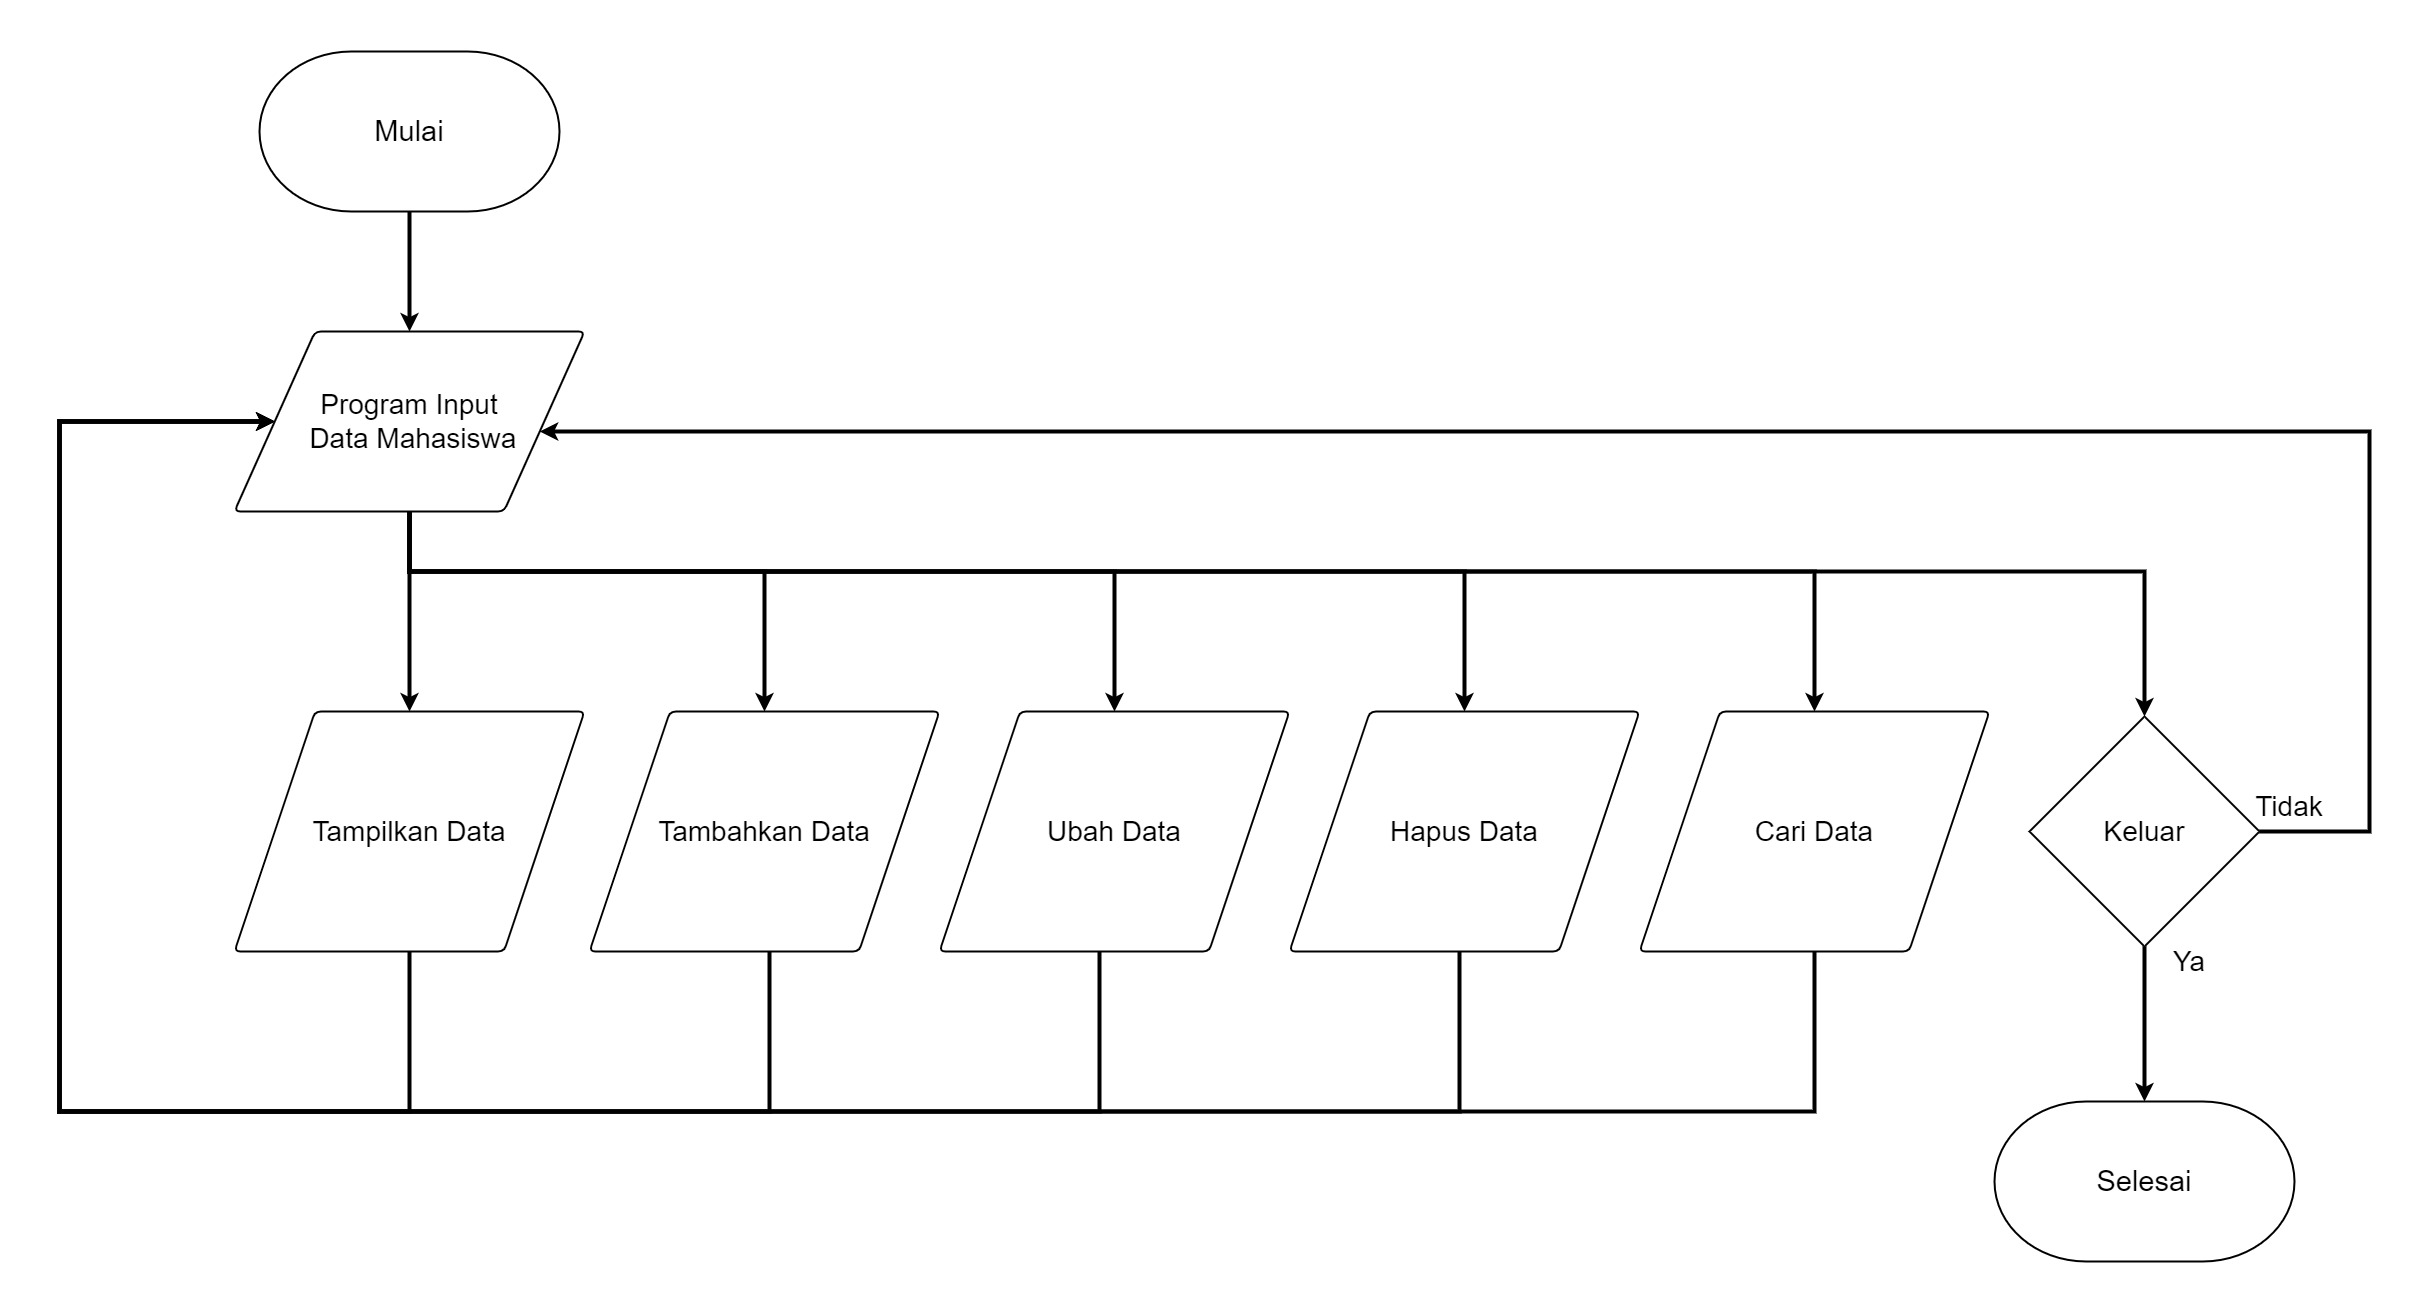 Mulai
Program Input
Data Mahasiswa
Tampilkan Data
Tambahkan Data
Ubah Data
Hapus Data
Cari Data
Keluar
Tidak
Ya
Selesai